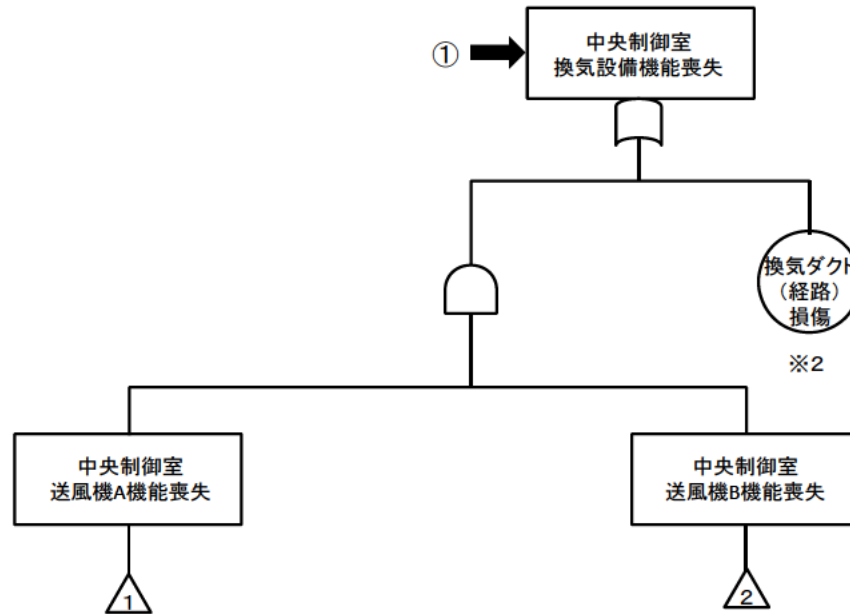 ①
中央制御室
換気設備機能喪失
換気ダクト
（経路）
損傷
※2
中央制御室
送風機A機能喪失
中央制御室
送風機B機能喪失
1
2